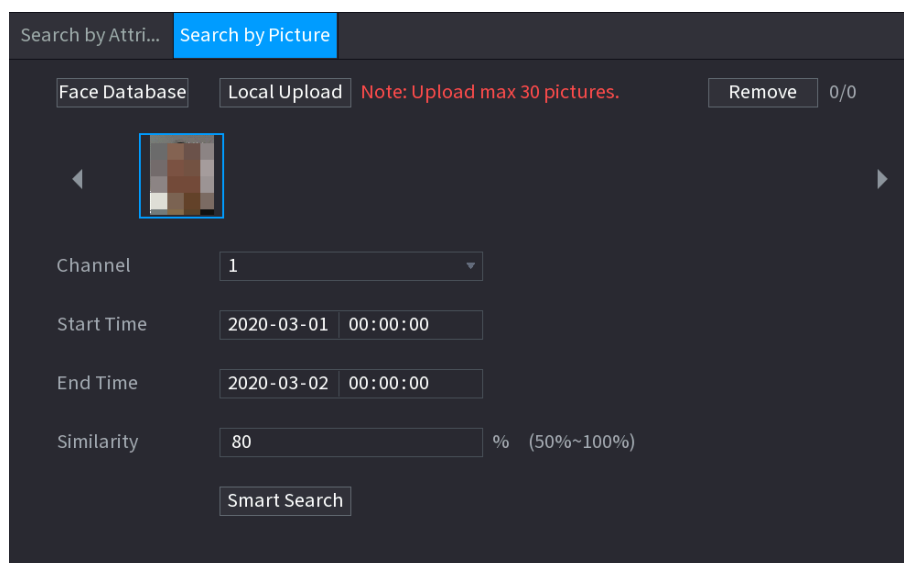 Search by Attri... Search by Picture
Face Database Local Upload Note: Upload max 30 pictures. Remove 0/0
Channel 1
Start Time 2020-03-01 00:00:00
End Time 2020-03-02 00:00:00
Similarity 80 % (50%~100%)
Smart Search